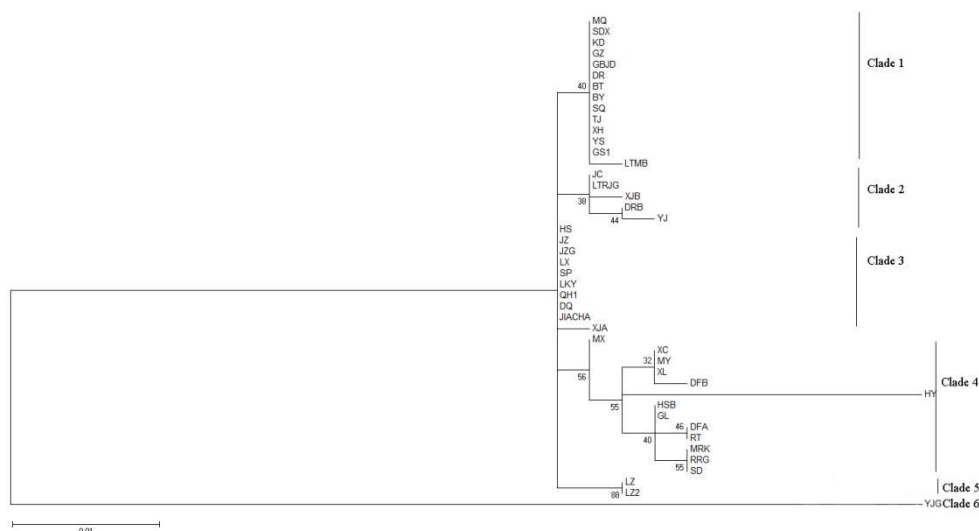 MQ
SDX
KD
GZ
GBJD
DR
BT
BY
SQ
TJ
XH
YS
GS1
LTMB
40
Clade 1
JC
LTRJG
XJB
DRB
YJ
38
44
Clade 2
HS
JZ
JZG
LX
SP
LKY
QH1
DQ
JIACHA
XJA
Clade 3
MX
XC
MY
XL
DFB
HY
HSB
GL
DFA
RT
MRK
RRG
SD
56
32
55
46
40
55
Clade 4
LZ
LZ2
88
Clade 5
YJG Clade 6